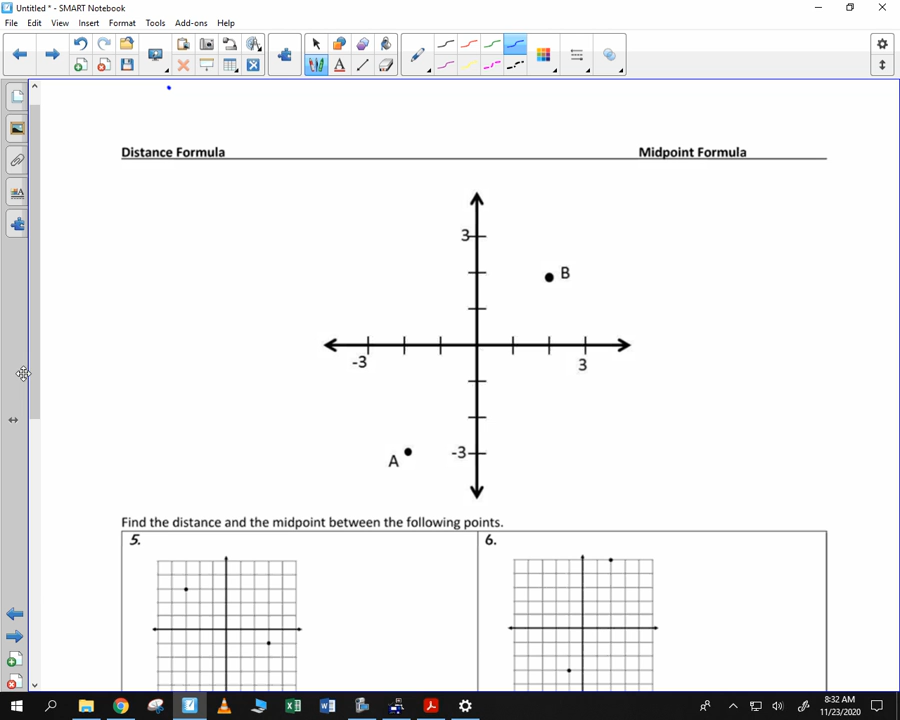 Untitled * - SMART Notebook
File Edit View Insert Format Tools Add-ons Help
Distance Formula Midpoint Formula
3
B
-3 3
A -3
Find the distance and the midpoint between the following points.
5. 6.
8:32 AM
11/23/2020